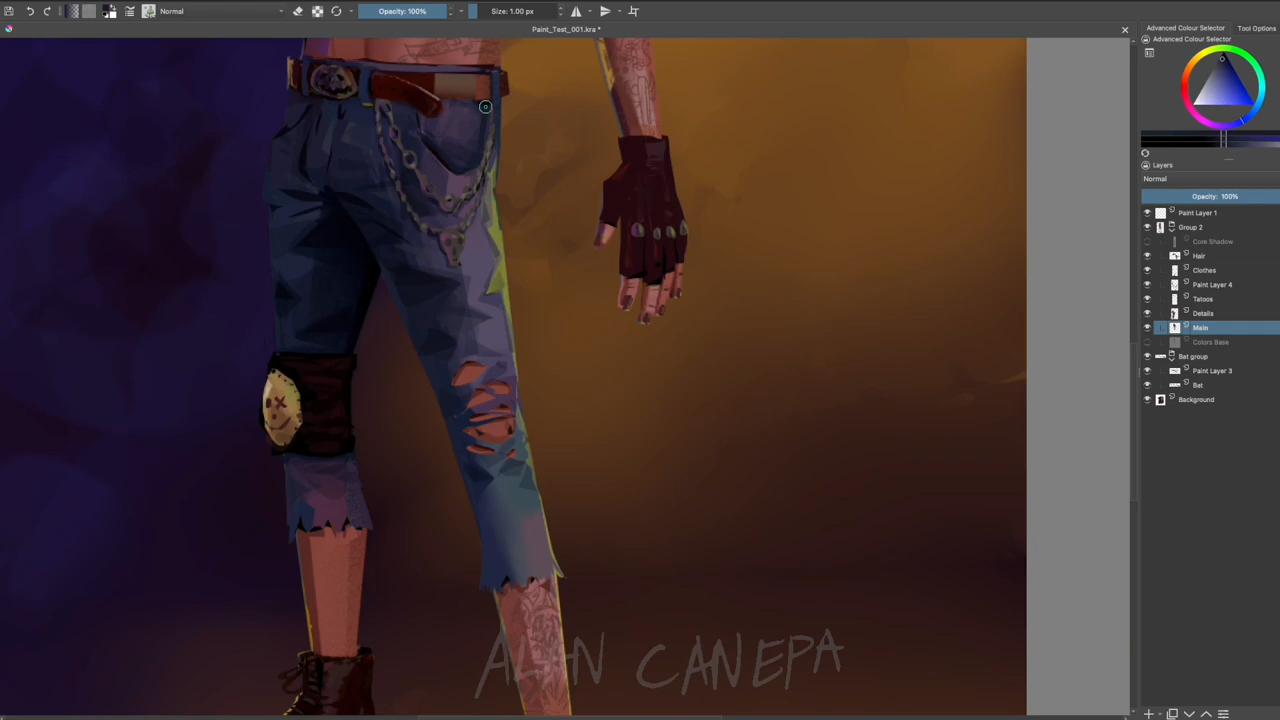 Normal
Opacity: 100%
Size: 1.00 px
Paint_Test_001.kra *
Advanced Colour Selector
Tool Options
Advanced Colour Selector
Layers
Normal
Opacity: 100%
Paint Layer 1
Group 2
Core Shadow
Hair
Clothes
Paint Layer 4
Tatoos
Details
Main
Colors Base
Bat group
Paint Layer 3
Bat
Background
ALAN CANEPA